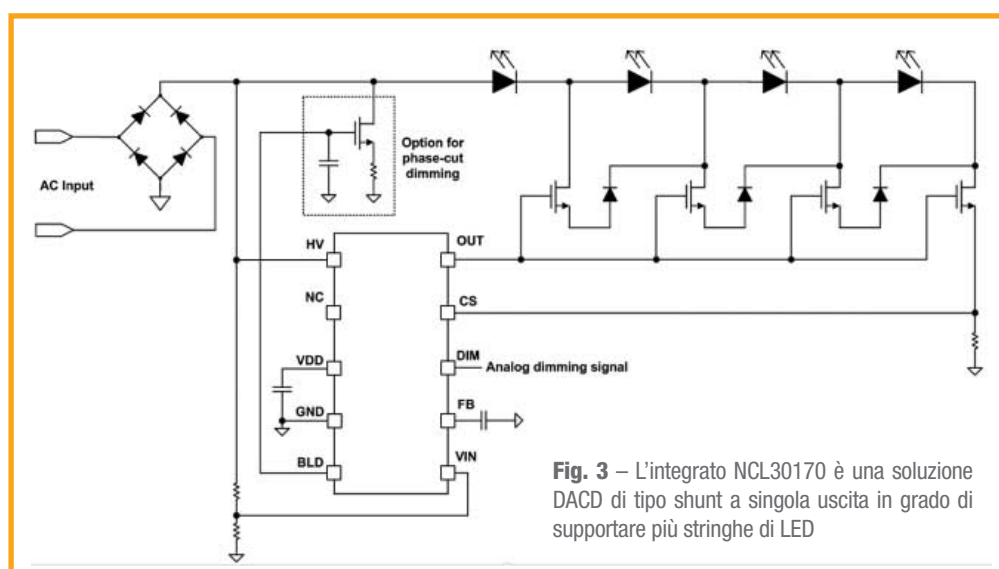 AC Input
Option for
phase-cut
dimming
HV
OUT
NC
CS
VDD
DIM
Analog dimming signal
GND
FB
BLD
VIN
Fig. 3 – L’integrato NCL30170 è una soluzione
DACD di tipo shunt a singola uscita in grado di
supportare più stringhe di LED